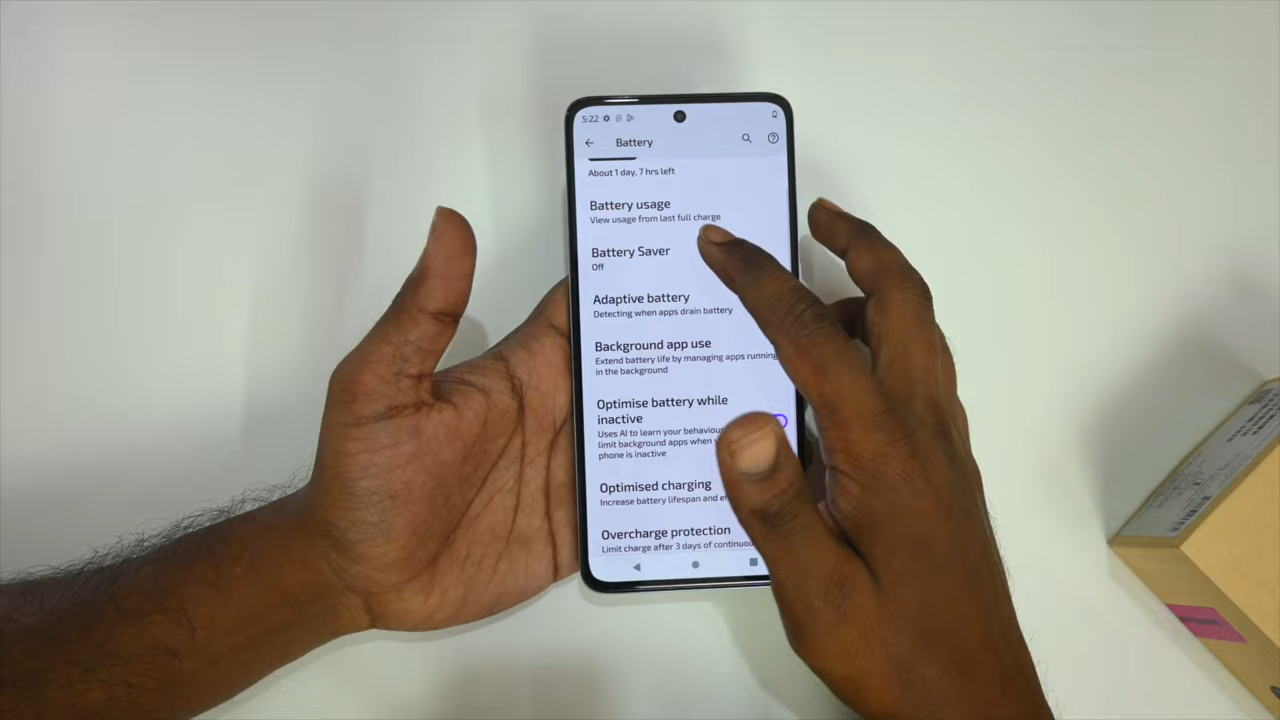 5:22
Battery
About 1 day, 7 hrs left
Battery usage
View usage from last full charge
Battery Saver
Off
Adaptive battery
Detecting when apps drain battery
Background app use
Extend battery life by managing apps running
in the background
Optimise battery while
inactive
Uses AI to learn your behaviour
limit background apps when
phone is inactive
Optimised charging
Increase battery lifespan and
Overcharge protection
Limit charge after 3 days of